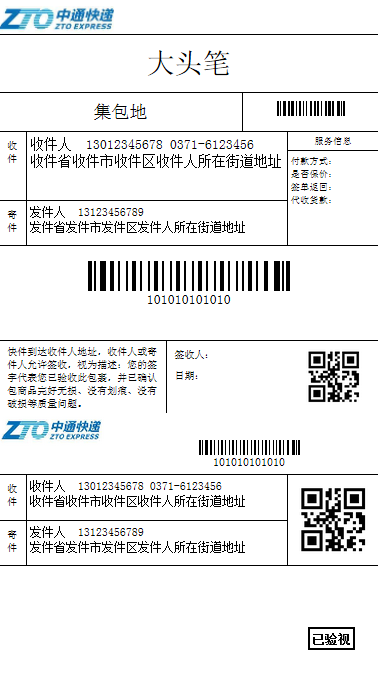 ZTO中通快递
ZTO EXPRESS
大头笔
集包地
收件
收件人 13012345678 0371-6123456
收件省收件市收件区收件人所在街道地址
服务信息
付款方式:
是否保价:
签单返回:
代收货款:
寄件
发件人 13123456789
发件省发件市发件区发件人所在街道地址
101010101010
快件到达收件人地址，收件人或寄
件人允许签收，视为描述：您的签
字代表您已验收此包裹，并已确认
包商品完好无损、没有划痕、没有
破损等质量问题。
签收人:
日期:
ZTO中通快递
ZTO EXPRESS
101010101010
收件
收件人 13012345678 0371-6123456
收件省收件市收件区收件人所在街道地址
寄件
发件人 13123456789
发件省发件市发件区发件人所在街道地址
已验视